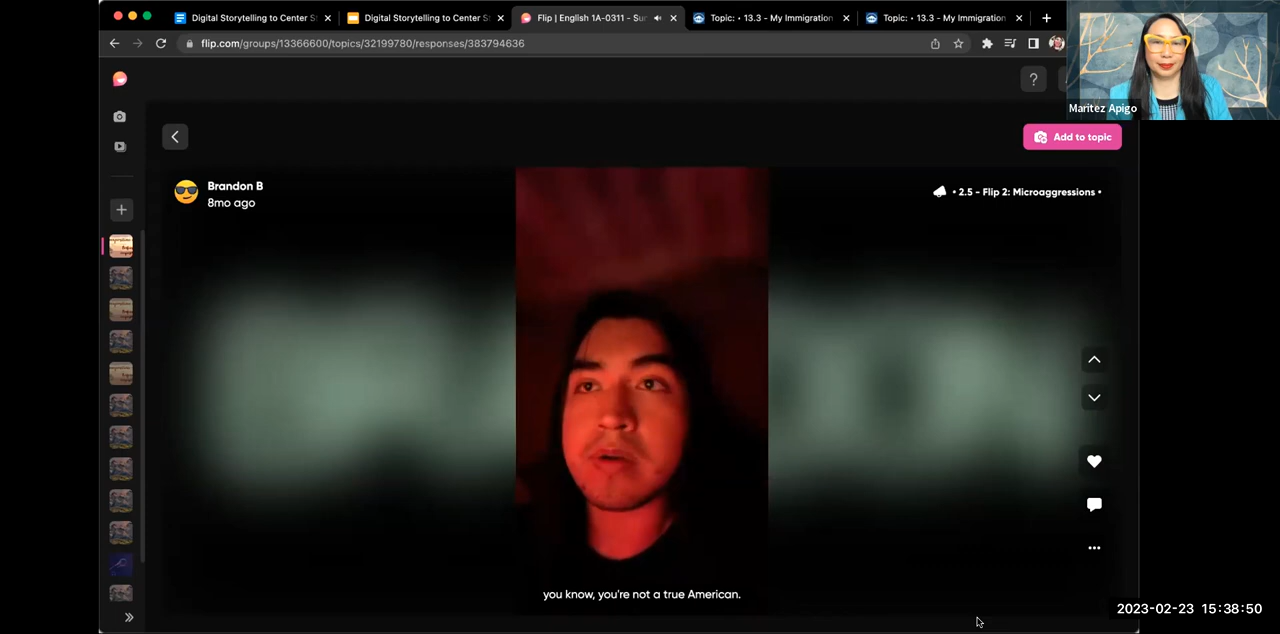 Digital Storytelling to Center St
Digital Storytelling to Center S
Flip | English 1A-0311 - Sur
Topic: • 13.3 - My Immigration
Topic: • 13.3 - My Immigration
flip.com/groups/13366600/topics/32199780/responses/383794636
?
Maritez Apigo
Add to topic
Brandon B
8mo ago
• 2.5 - Flip 2: Microaggressions •
you know, you're not a true American.
2023-02-23 15:38:50